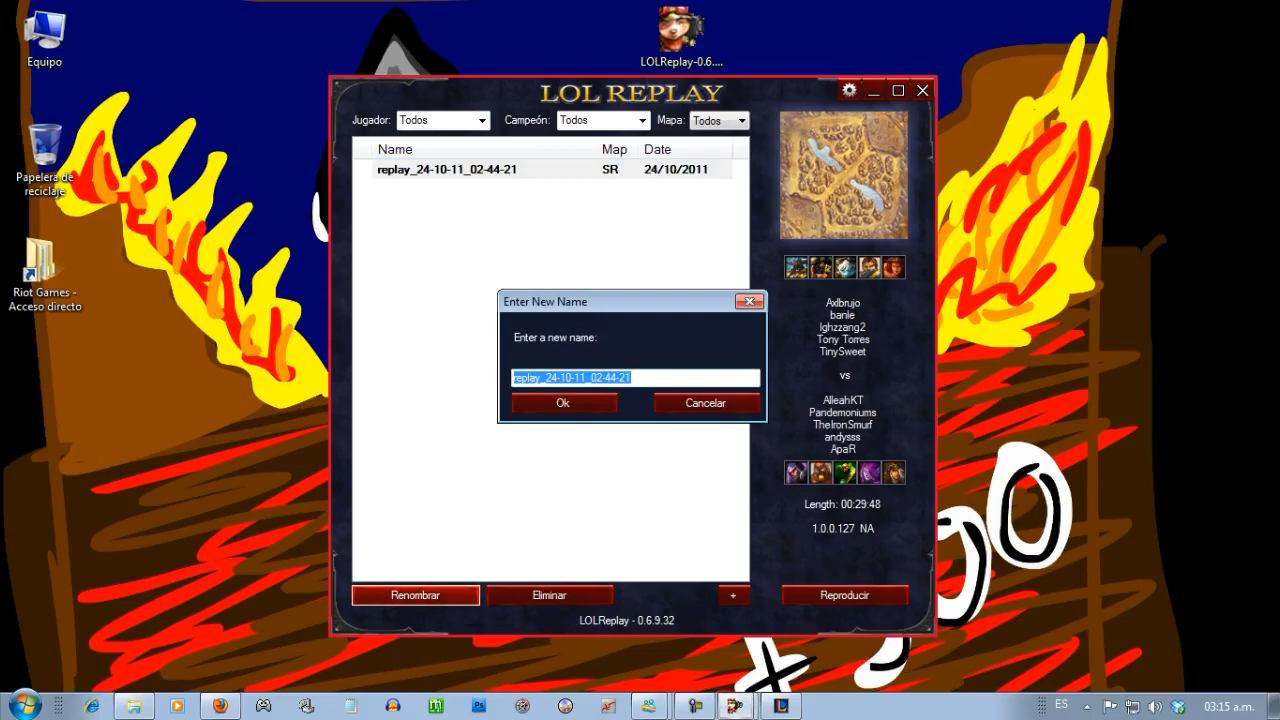 Equipo
Papelera de
reciclaje
Riot Games -
Acceso directo
LOLReplay-0.6....
LOL REPLAY
Jugador: Todos Campeón: Todos Mapa: Todos
Name Map Date
replay_24-10-11_02-44-21 SR 24/10/2011
Enter New Name
Enter a new name:
replay_24-10-11_02-44-21
Ok Cancelar
Axlbrujo
banle
lghzzang2
Tony Torres
TinySweet
vs
AlleahKT
Pandemoniums
TheIronSmurf
andysss
ApaR
Length: 00:29:48
1.0.0.127 NA
Renombrar Eliminar + Reproducir
LOLReplay - 0.6.9.32
ES 03:15 a.m.